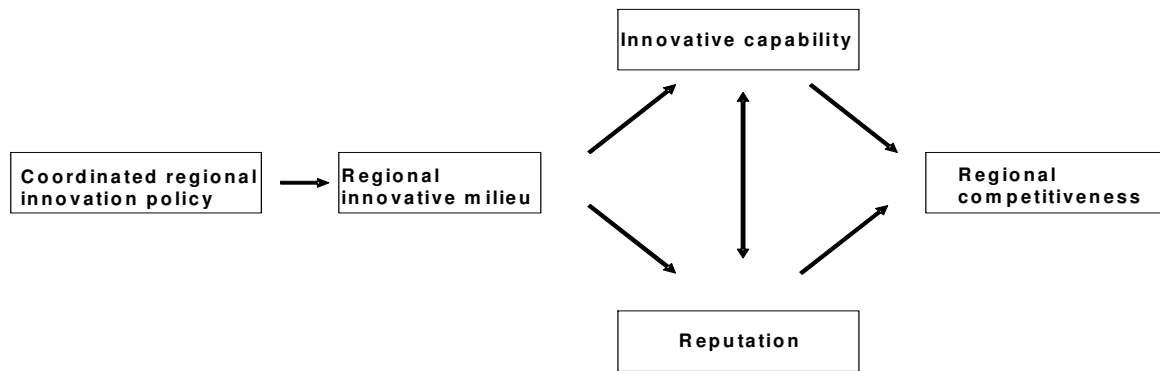 Innovative capability
Coordinated regional
innovation policy
Regional
innovative milieu
Regional
competitiveness
Reputation